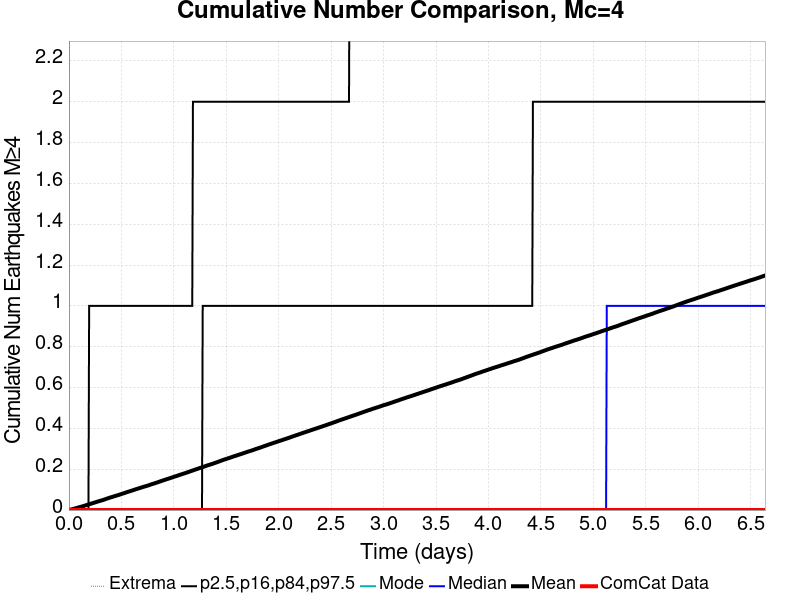 Cumulative Number Comparison, Mc=4
Cumulative Num Earthquakes M≥4
2.2
2
1.8
1.6
1.4
1.2
1
0.8
0.6
0.4
0.2
0
0.0 0.5 1.0 1.5 2.0 2.5 3.0 3.5 4.0 4.5 5.0 5.5 6.0 6.5
Time (days)
Extrema p2.5,p16,p84,p97.5 Mode Median Mean ComCat Data